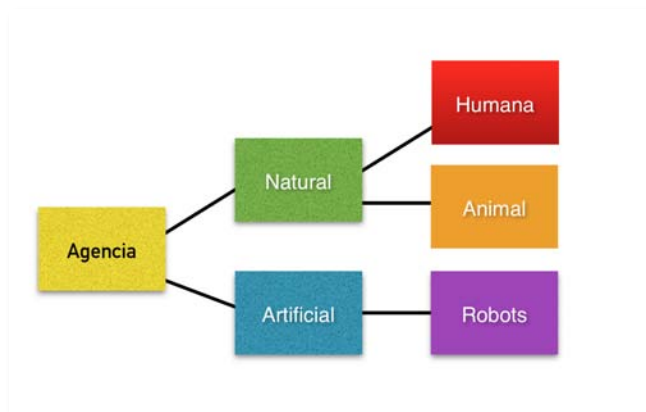 Humana
Natural
Animal
Agencia
Artificial
Robots